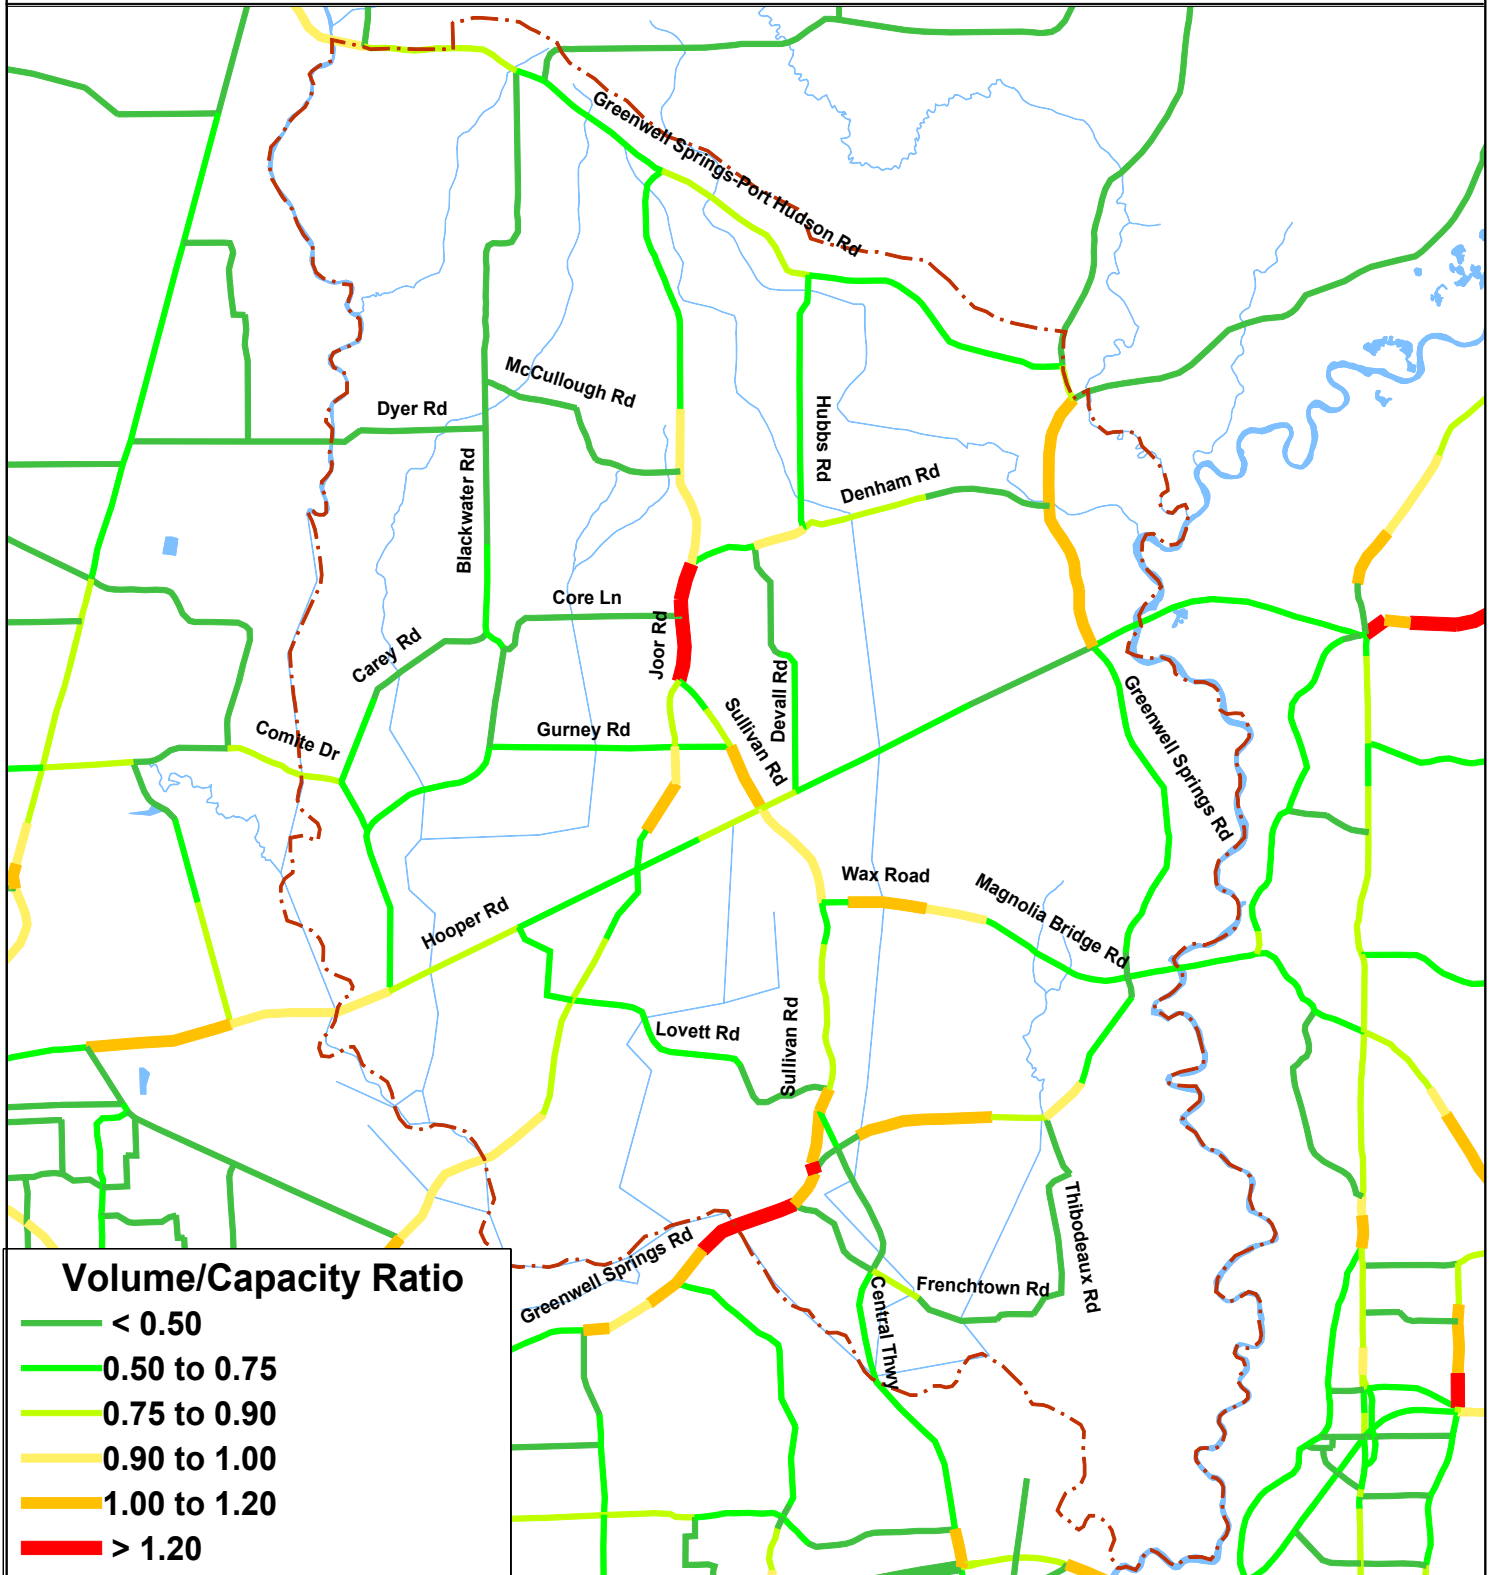 Greenwell Springs-Port Hudson Rd
McCullough Rd
Dyer Rd
Hubbs Rd
Blackwater Rd
Denham Rd
Core Ln
Joor Rd
Carey Rd
Devall Rd
Sullivan Rd
Greenwell Springs Rd
Comite Dr
Gurney Rd
Wax Road
Magnolia Bridge Rd
Hooper Rd
Lovett Rd
Sullivan Rd
Thibodeaux Rd
Greenwell Springs Rd
Frenchtown Rd
Central Thwy
Volume/Capacity Ratio
< 0.50
0.50 to 0.75
0.75 to 0.90
0.90 to 1.00
1.00 to 1.20
> 1.20